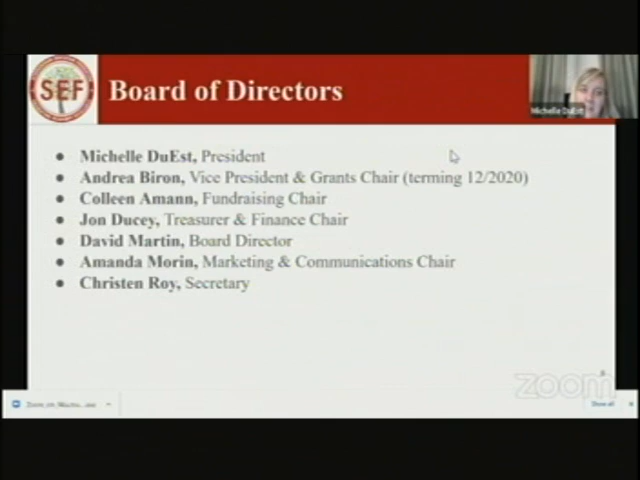 SEF
Board of Directors
Michelle DuEst
Michelle DuEst, President
Andrea Biron, Vice President & Grants Chair (terming 12/2020)
Colleen Amann, Fundraising Chair
Jon Ducey, Treasurer & Finance Chair
David Martin, Board Director
Amanda Morin, Marketing & Communications Chair
Christen Roy, Secretary
zoom
Show all